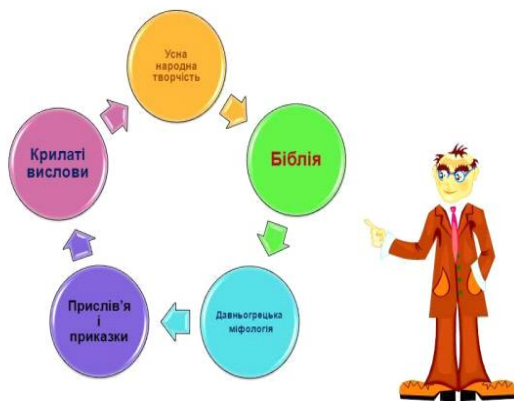 Усна
народна
творчість
Біблія
Давньогрецька
міфологія
Прислів'я
і
приказки
Крилаті
вислови